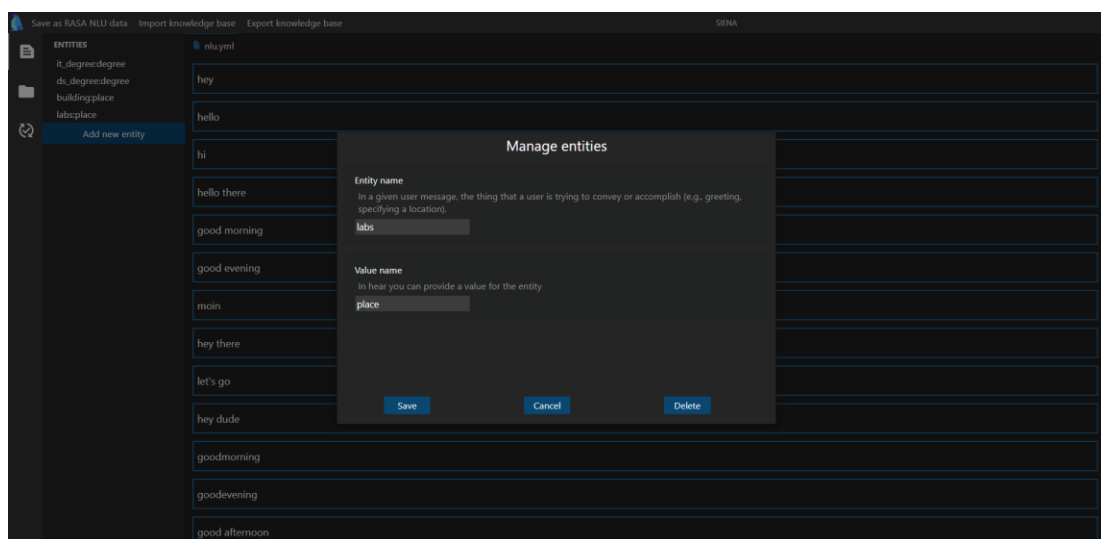 Save as RASA NLU data Import knowledge base Export knowledge base SIENA
ENTITIES
it_degree:degree
ds_degree:degree
building:place
labs:place
Add new entity
nlu.yml
hey
hello
hi
hello there
good morning
good evening
moin
hey there
let's go
hey dude
goodmorning
goodevening
good afternoon
Manage entities
Entity name
In a given user message, the thing that a user is trying to convey or accomplish (e.g., greeting,
specifying a location).
labs
Value name
In hear you can provide a value for the entity
place
Save Cancel Delete